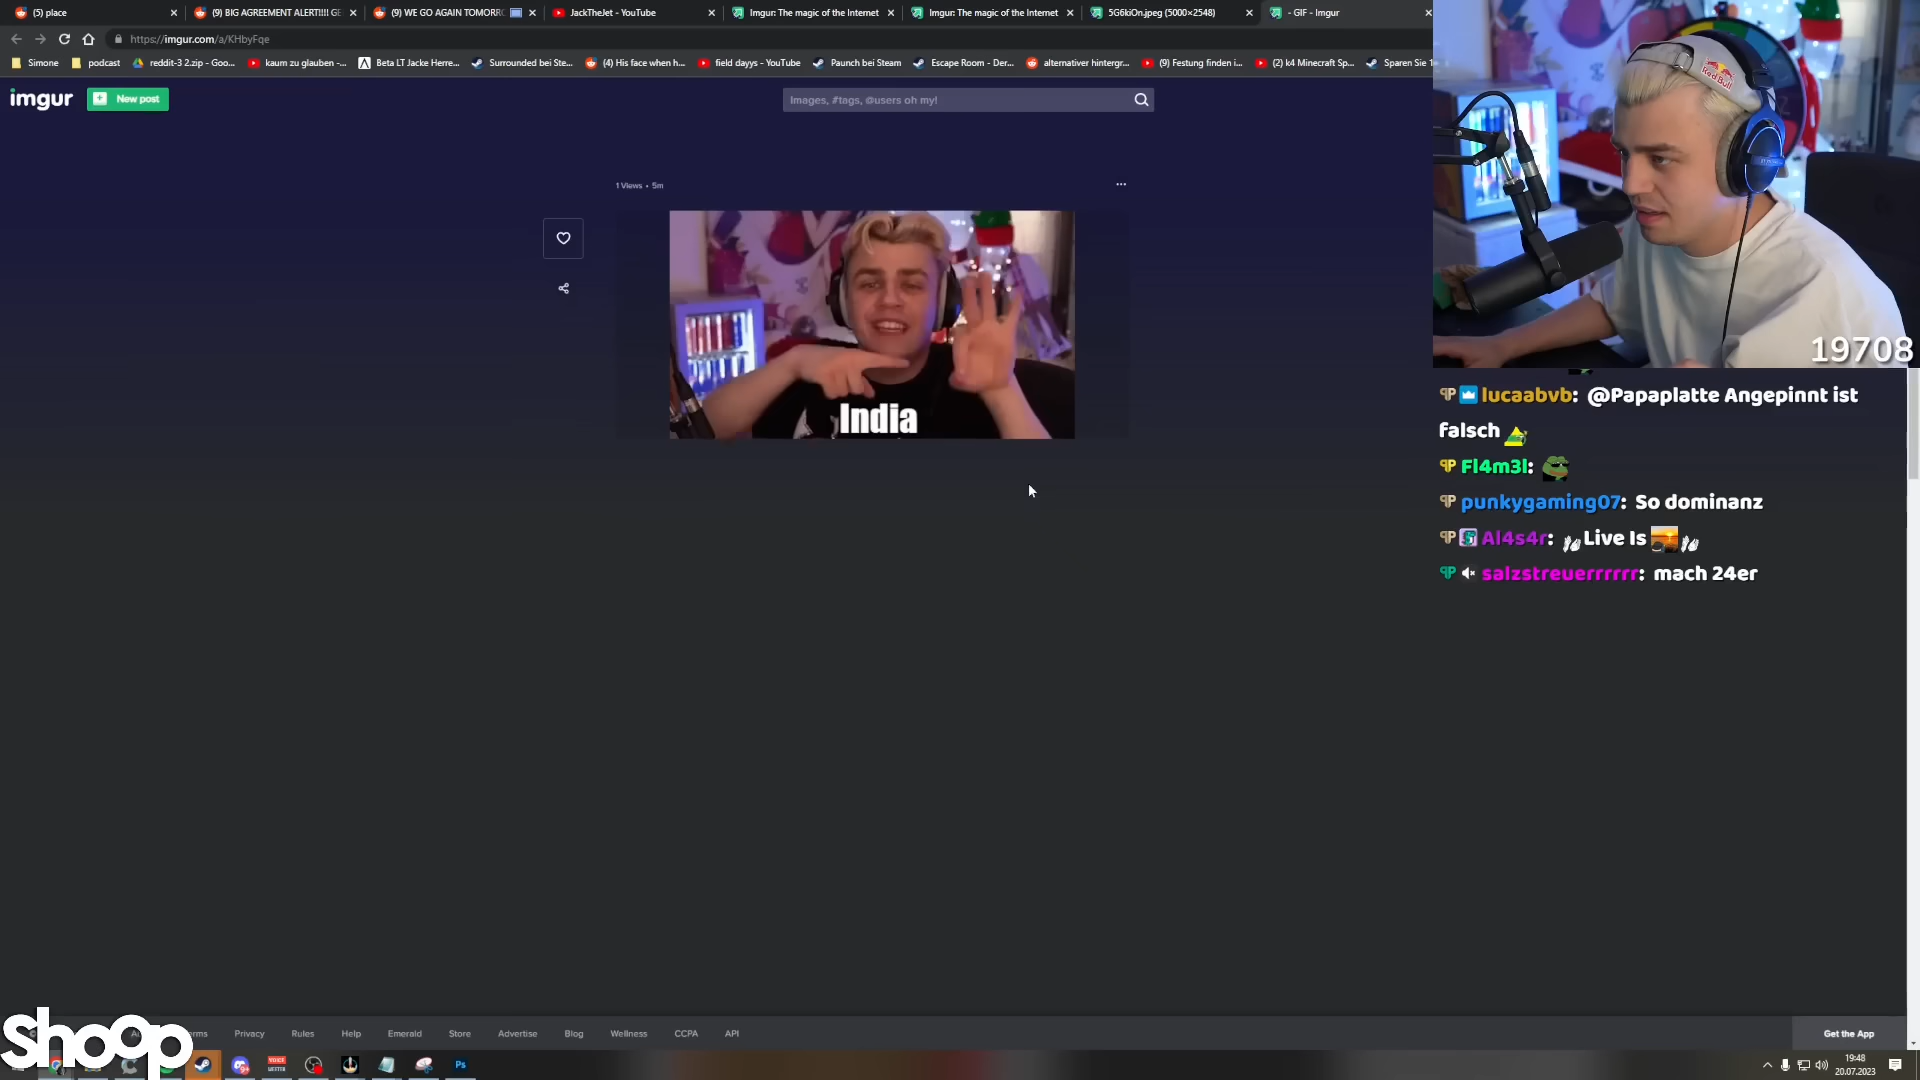 (5) place
(9) BIG AGREEMENT ALERT!!!! GE
(9) WE GO AGAIN TOMORRO
JackTheJet - YouTube
Imgur: The magic of the Internet
Imgur: The magic of the Internet
5G6kiOn.jpeg (5000×2548)
- GIF - Imgur
https://imgur.com/a/KHbyFqe
Simone
podcast
reddit-3 2.zip - Goo...
kaum zu glauben -...
Beta LT Jacke Herre...
Surrounded bei Ste...
(4) His face when h...
field dayys - YouTube
Paunch bei Steam
Escape Room - Der...
alternativer hintergr...
(9) Festung finden i...
(2) k4 Minecraft Sp...
Sparen Sie 1
imgur
New post
Images, #tags, @users oh my!
1 Views • 5m
India
Red Bull
19708
lucaabvb: @Papaplatte Angepinnt ist
falsch
Fl4m3l:
punkygaming07: So dominanz
Al4s4r: Live Is
salzstreuerrrrrr: mach 24er
Privacy
Rules
Help
Emerald
Store
Advertise
Blog
Wellness
CCPA
API
Get the App
shoop
19:48
20.07.2023